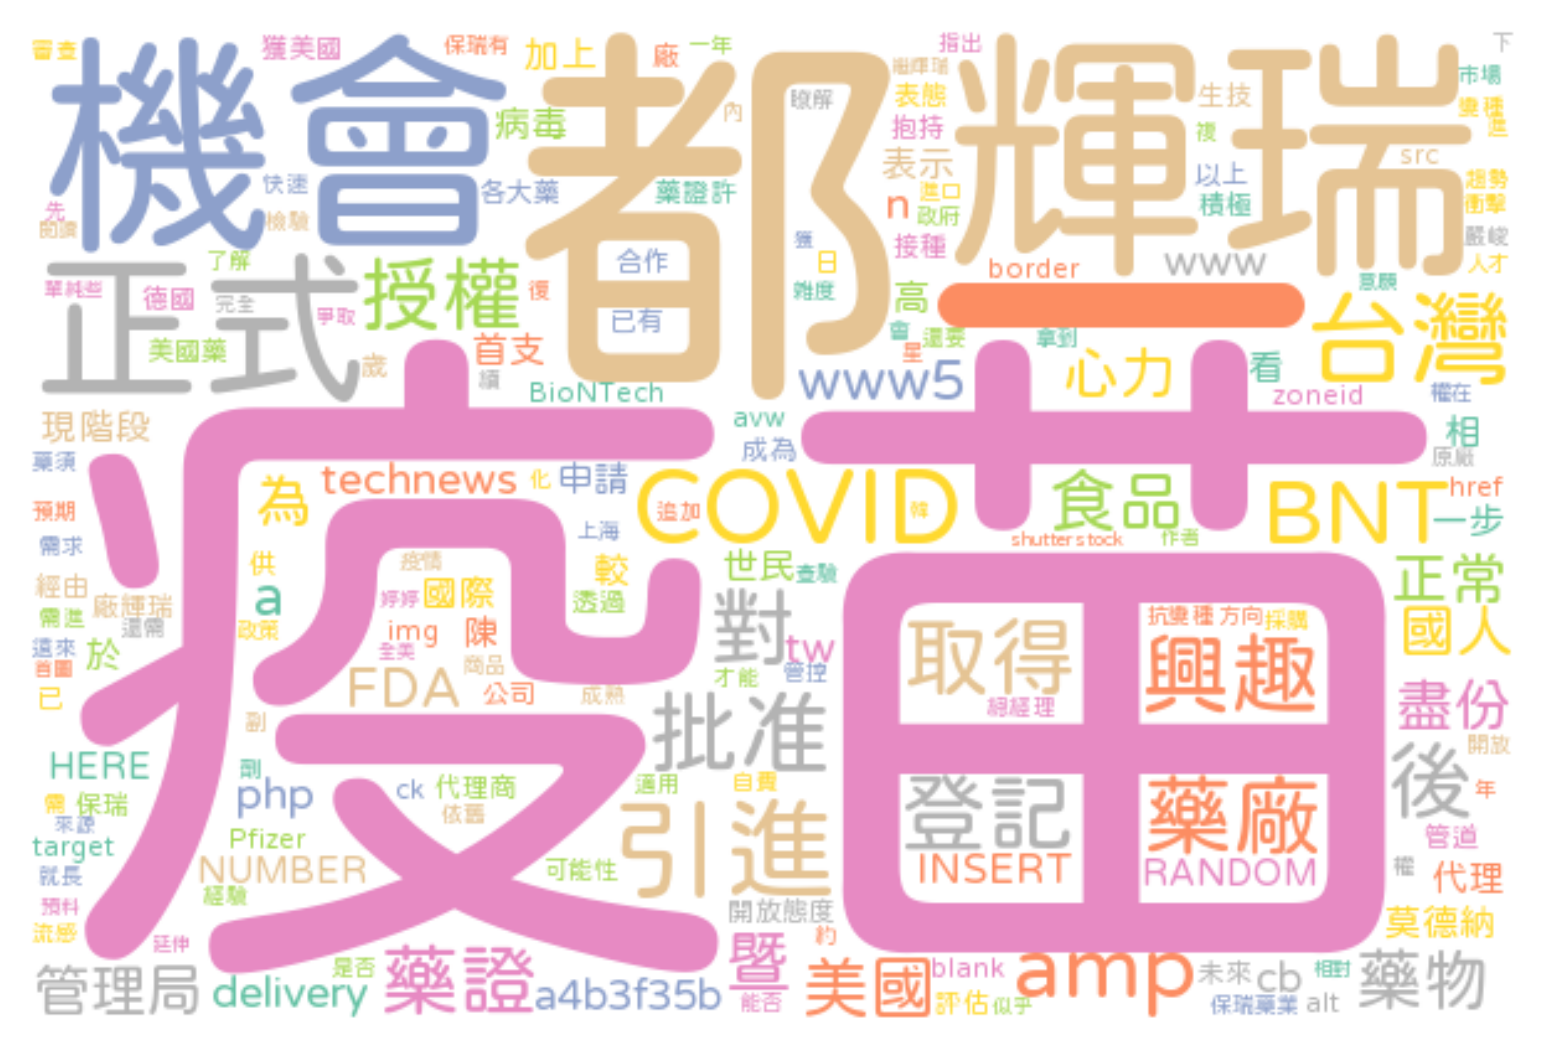 審查
機會
獲美國
保瑞有
加上
廠
一年
都
輝瑞
指出
下
市場
變種
進
病毒
內
瞭解
表態
抱持
表示
生技
複
src
快速
檢驗
各大藥
藥證許
n
進口
政府
以上
積極
趨勢
衝擊
先
閱讀
獲
日
接種
嚴峻
人才
正式
了解
單純些
德國
完全
爭取
美國藥
授權
合作
已有
復
難度
高
border
www
意願
一
台灣
首支
歲
續
BioNTech
會
星
還要
拿到
www5
心力
看
zoneid
權在
現階段
藥須
avw
成為
相
原廠
疫苗
technews
化
申請
為
COVID
追加
韓
食品
BNT
href
一步
預期
需求
上海
shutterstock
作者
經由
廠輝瑞
還需
需進
供
a
政策
疫情
婷婷
國際
較
透過
世民
查驗
正常
國人
這來
首圖
於
已
img
陳
全美
對
tw
管控
才能
取得
總經理
抗變種
方向
採購
興趣
FDA
商品
公司
成熟
副
批准
盡份
開放
HERE
劑
php
ck
代理商
依舊
適用
自費
登記
藥廠
後
年
需
保瑞
來源
target
Pfizer
NUMBER
經驗
可能性
引進
INSERT
RANDOM
管道
權
代理
就長
預料
流感
延伸
開放態度
約
莫德納
管理局
delivery
是否
藥證
a4b3f35b
暨
能否
美國
blank
評估
似乎
amp
未來
cb
相對
保瑞藥業
alt
藥物